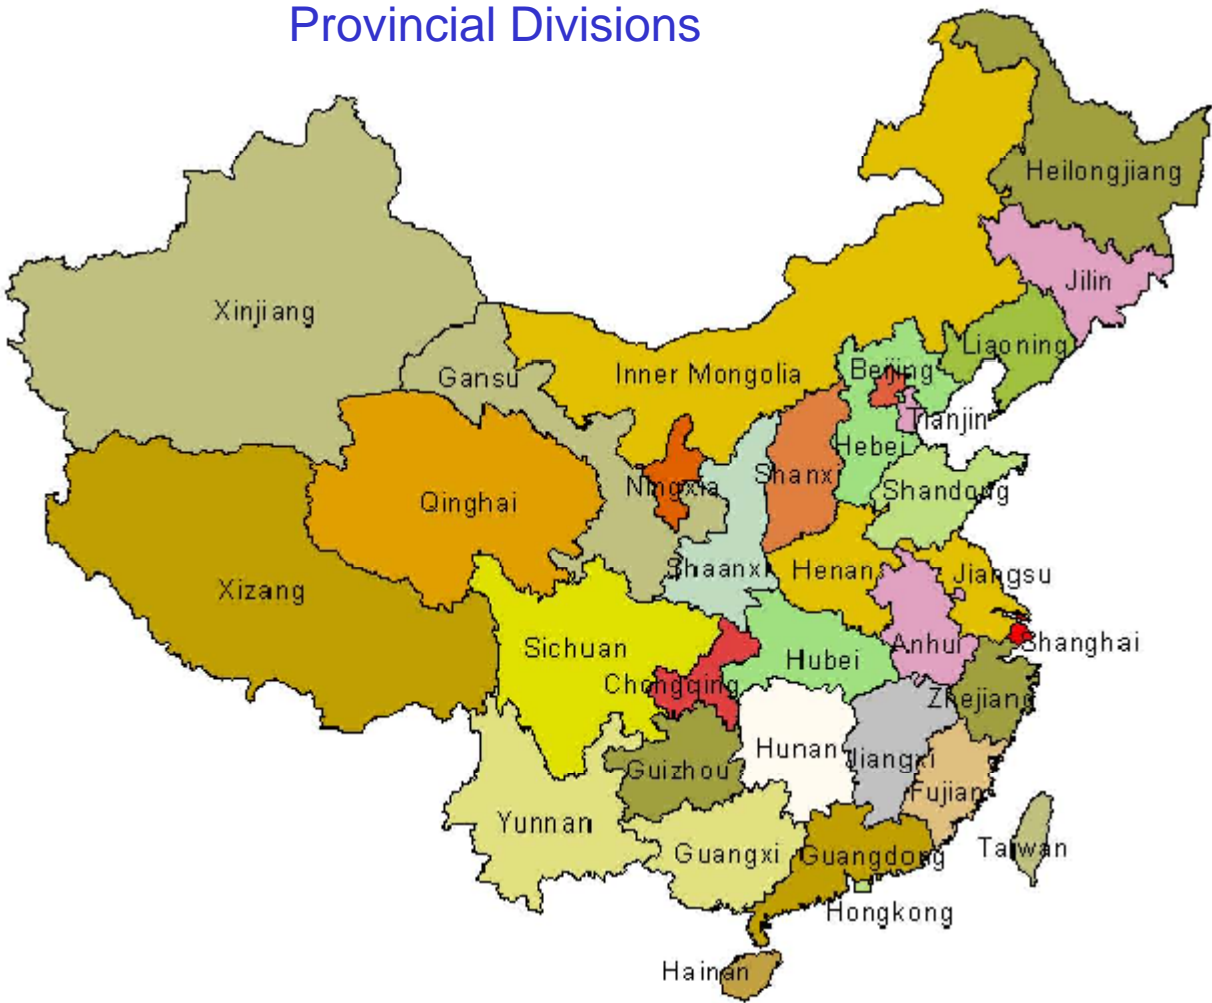 Provincial Divisions
Heilongjiang
Jilin
Xinjiang
Liaoning
Gansu
Inner Mongolia
Beijing
Tianjin
Hebei
Shanxi
Ningxia
Shandong
Qinghai
Shaanxi
Henan
Jiangsu
Xizang
Sichuan
Anhui
Shanghai
Hubei
Chongqing
Zhejiang
Hunan
Jiangxi
Guizhou
Fujian
Yunnan
Guangxi
Guangdong
Taiwan
Hongkong
Hainan